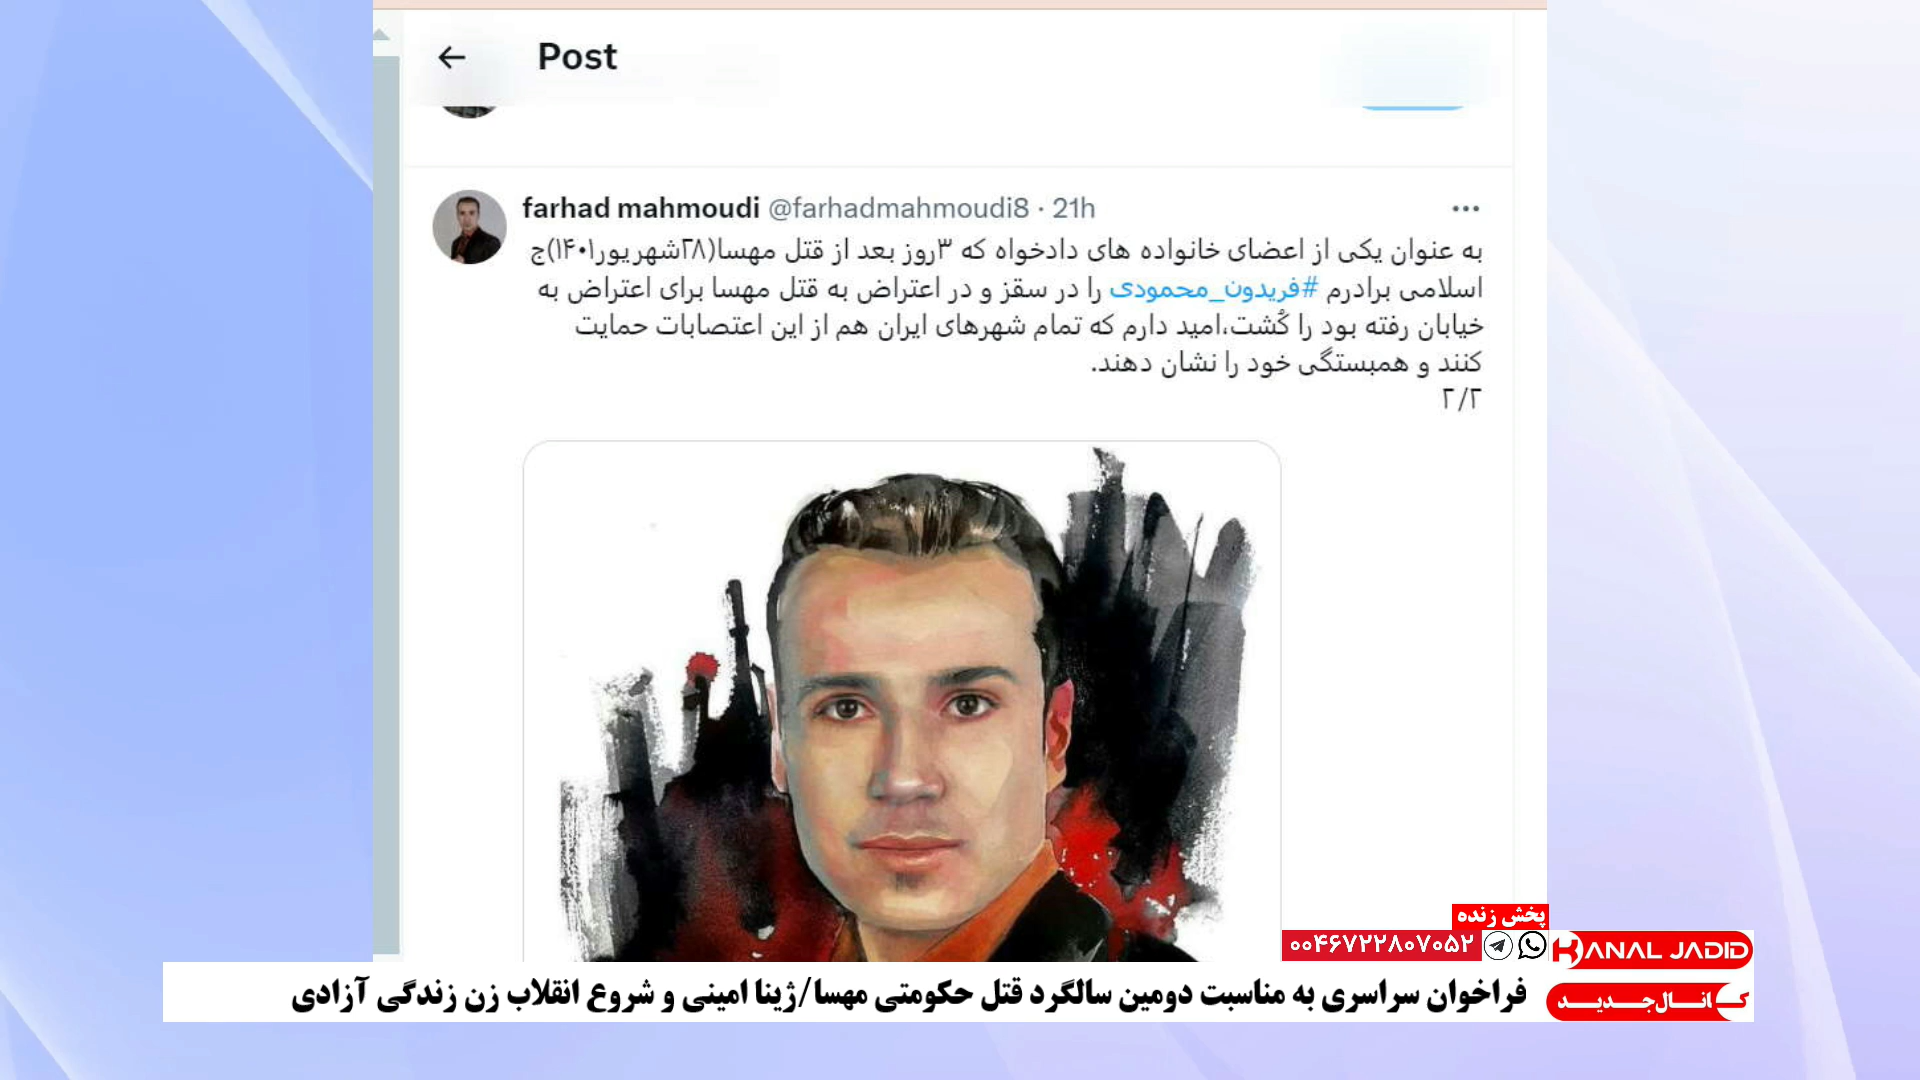 Post
farhad mahmoudi @farhadmahmoudi8 · 21h
به عنوان یکی از اعضای خانواده های دادخواه که ۳روز بعد از قتل مهسا(۲۸شهریور۱۴۰۱)ج
اسلامی برادرم #فریدون_محمودی را در سقز و در اعتراض به قتل مهسا برای اعتراض به
خیابان رفته بود را کُشت،امید دارم که تمام شهرهای ایران هم از این اعتصابات حمایت
کنند و همبستگی خود را نشان دهند.
۲/۲
پخش زنده
۰۰۴۶۷۲۲۸۰۷۰۵۲
KANAL JADID
فراخوان سراسری به مناسبت دومین سالگرد قتل حکومتی مهسا/ژینا امینی و شروع انقلاب زن زندگی آزادی
کانال‌جدید